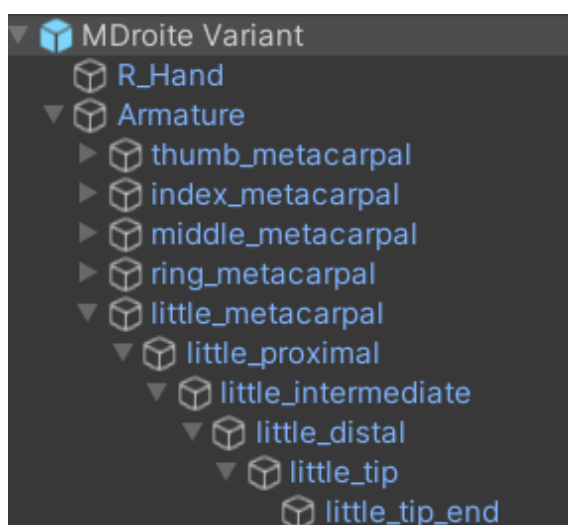 MDroite Variant
R_Hand
Armature
thumb_metacarpal
index_metacarpal
middle_metacarpal
ring_metacarpal
little_metacarpal
little_proximal
little_intermediate
little_distal
little_tip
little_tip_end